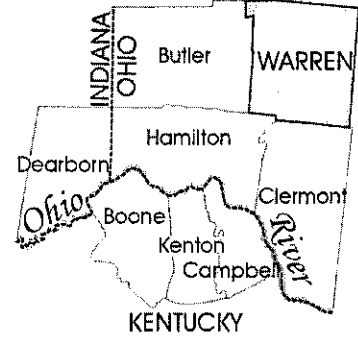 INDIANA
OHIO
Butler
WARREN
Hamilton
Dearborn
Clermont
Ohio
River
Boone
Kenton
Campbell
KENTUCKY